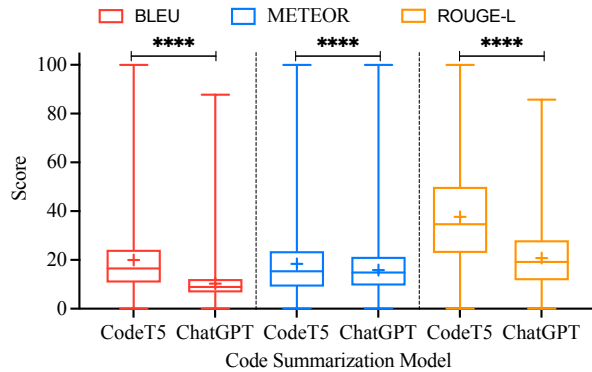 BLEU METEOR ROUGE-L
**** **** ****
100
80
60
40
20
0
Score
CodeT5 ChatGPT CodeT5 ChatGPT CodeT5 ChatGPT
Code Summarization Model